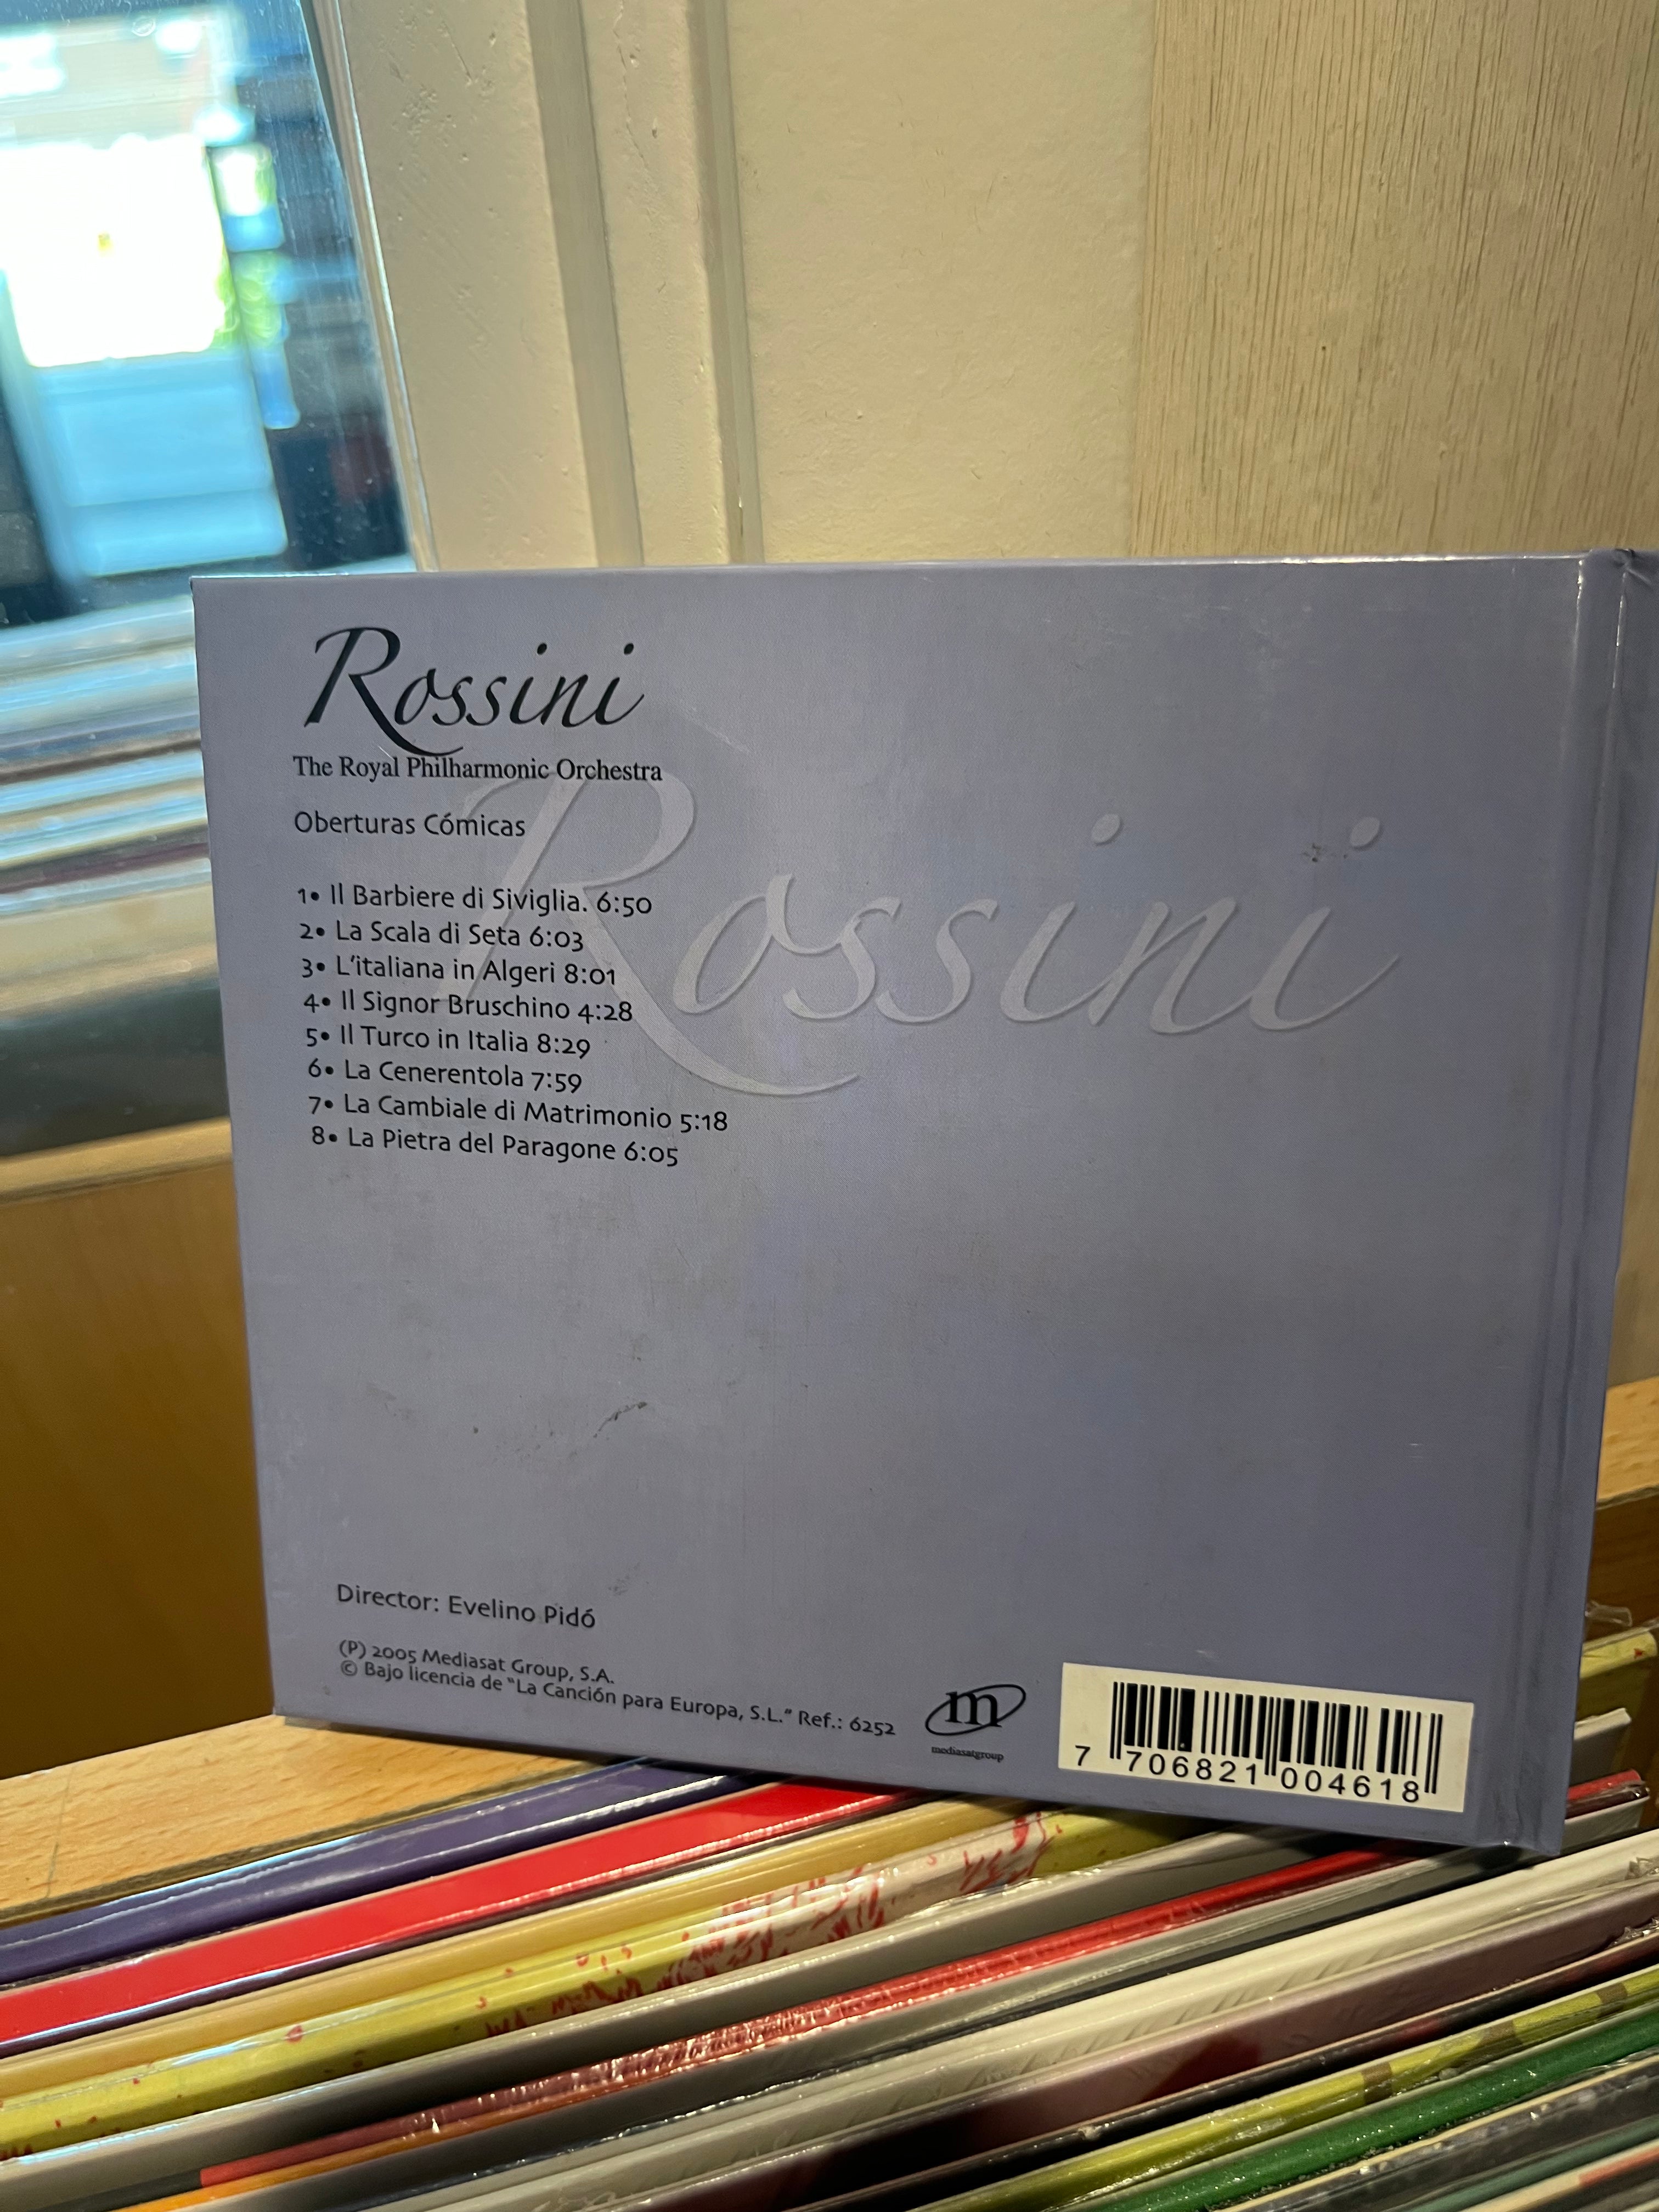 Rossini
The Royal Philharmonic Orchestra
Oberturas Cómicas
Rossini
1• Il Barbiere di Siviglia. 6:50
2• La Scala di Seta 6:03
3• L'italiana in Algeri 8:01
4• Il Signor Bruschino 4:28
5• Il Turco in Italia 8:29
6• La Cenerentola 7:59
7• La Cambiale di Matrimonio 5:18
8• La Pietra del Paragone 6:05
Director: Evelino Pidó
(P) 2005 Mediasat Group, S.A.
© Bajo licencia de "La Canción para Europa, S.L." Ref.: 6252
m
mediasatgroup
7 706821 004618